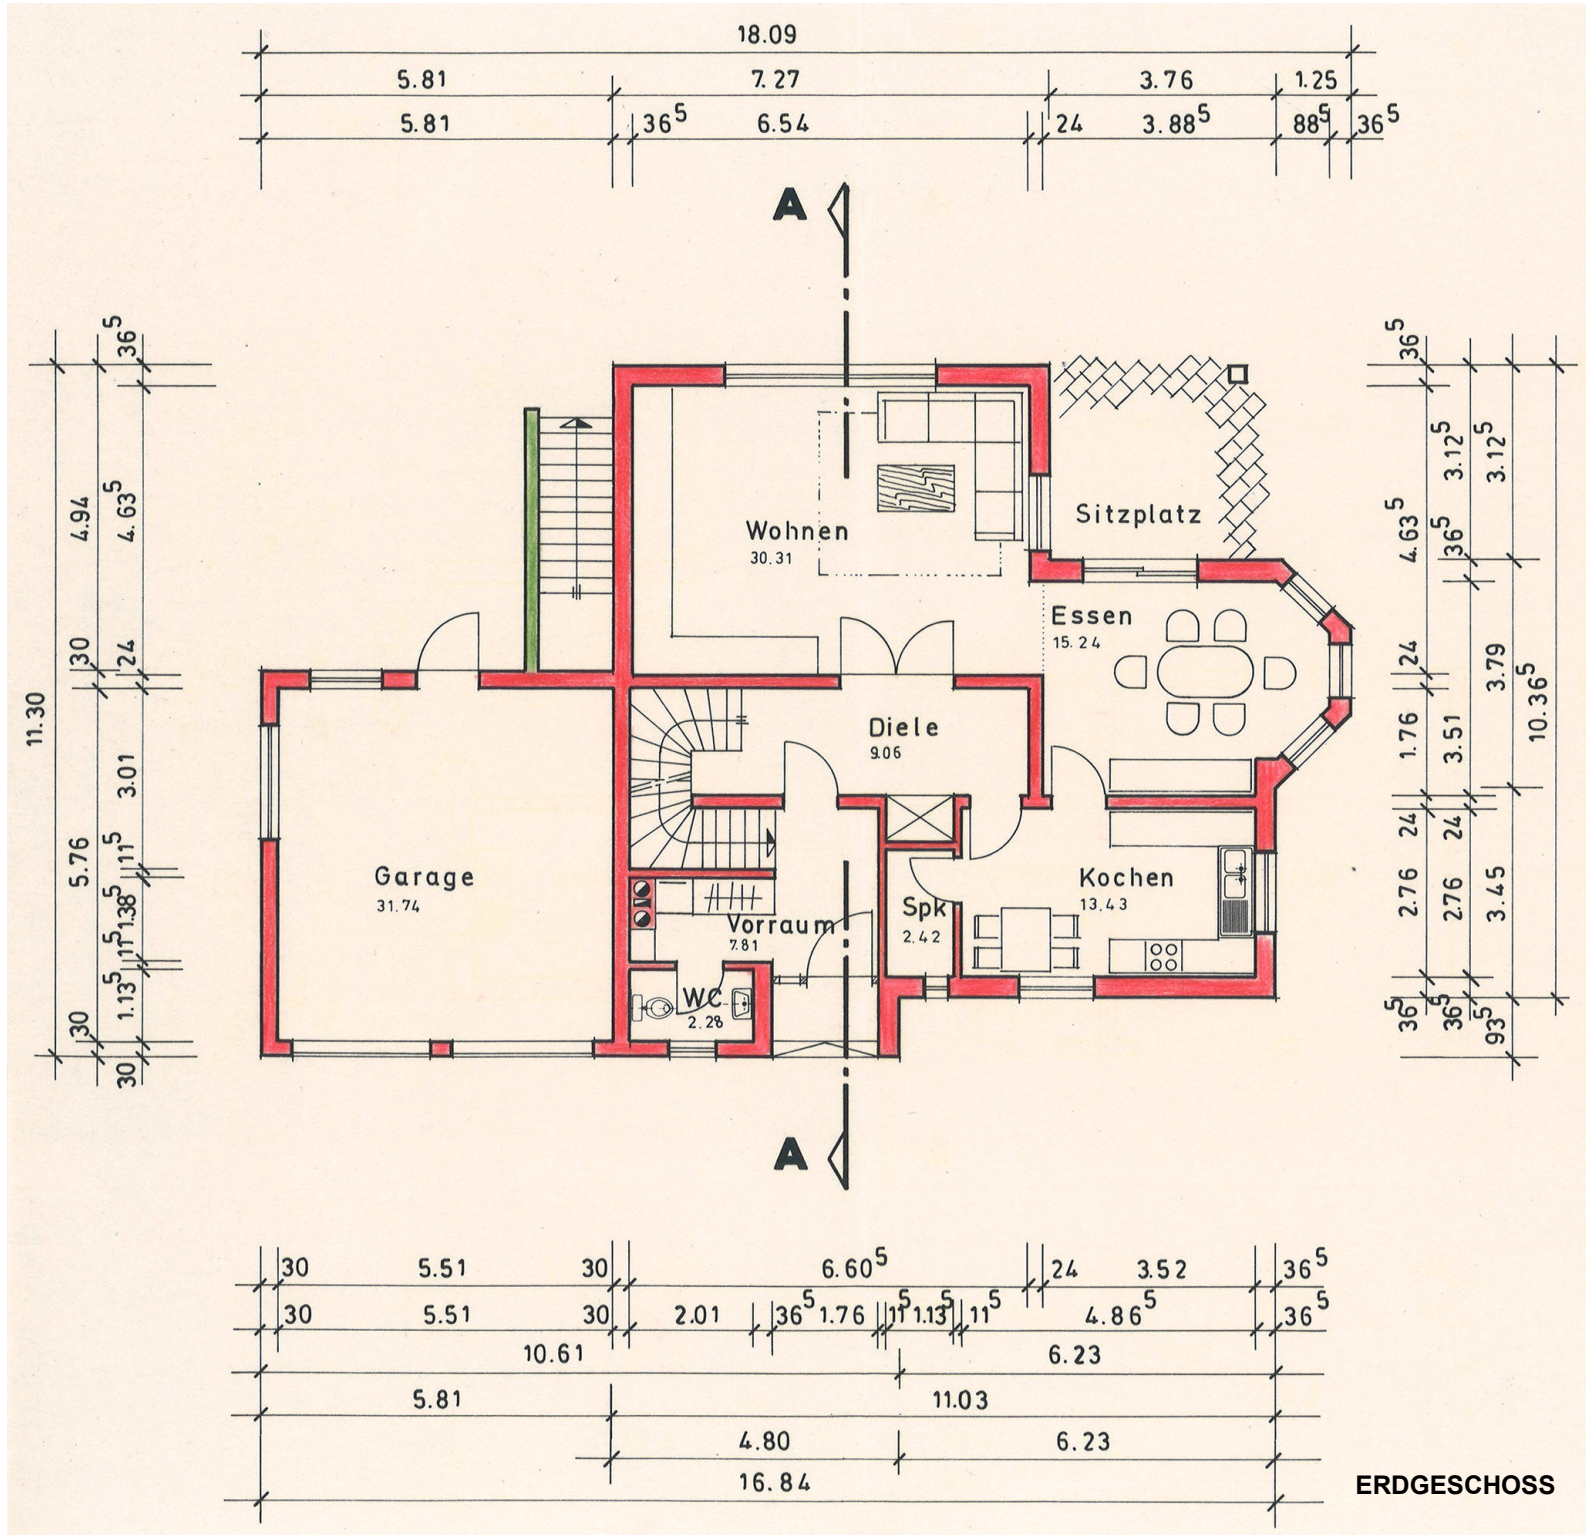 18.09
5.81 7.27 3.76 1.25
5.81 36⁵ 6.54 24 3.88⁵ 88⁵ 36⁵
A
36⁵
4.94
4.63⁵
30
24
11.30
3.01
5.76
11⁵
1.38⁵
11⁵
1.13⁵
30
30
36⁵
3.12⁵
3.12⁵
4.63⁵
36⁵
24
3.79
10.36⁵
1.76
3.51
24
24
2.76
2.76
3.45
36⁵
36⁵
93⁵
Wohnen
30.31
Sitzplatz
Essen
15.24
Diele
9.06
Garage
31.74
Kochen
13.43
Spk
2.42
Vorraum
7.81
WC
2.28
A
30 5.51 30 6.60⁵ 24 3.52 36⁵
30 5.51 30 2.01 36⁵ 1.76 11⁵ 1.13⁵ 11⁵ 4.86⁵ 36⁵
10.61 6.23
5.81 11.03
4.80 6.23
16.84
ERDGESCHOSS